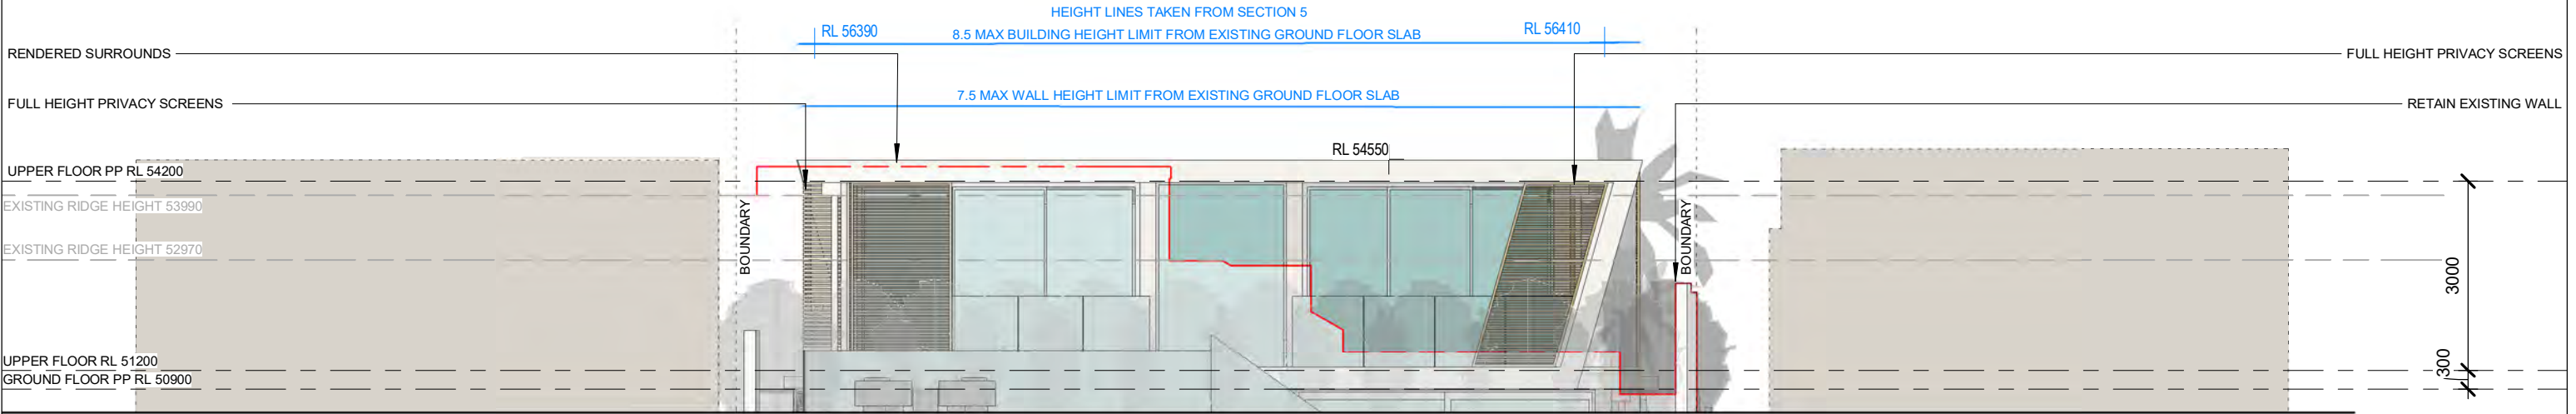 HEIGHT LINES TAKEN FROM SECTION 5
RL 56390
8.5 MAX BUILDING HEIGHT LIMIT FROM EXISTING GROUND FLOOR SLAB
RL 56410
RENDERED SURROUNDS
FULL HEIGHT PRIVACY SCREENS
FULL HEIGHT PRIVACY SCREENS
7.5 MAX WALL HEIGHT LIMIT FROM EXISTING GROUND FLOOR SLAB
RETAIN EXISTING WALL
RL 54550
UPPER FLOOR PP RL 54200
EXISTING RIDGE HEIGHT 53990
BOUNDARY
BOUNDARY
EXISTING RIDGE HEIGHT 52970
3000
UPPER FLOOR RL 51200
300
GROUND FLOOR PP RL 50900